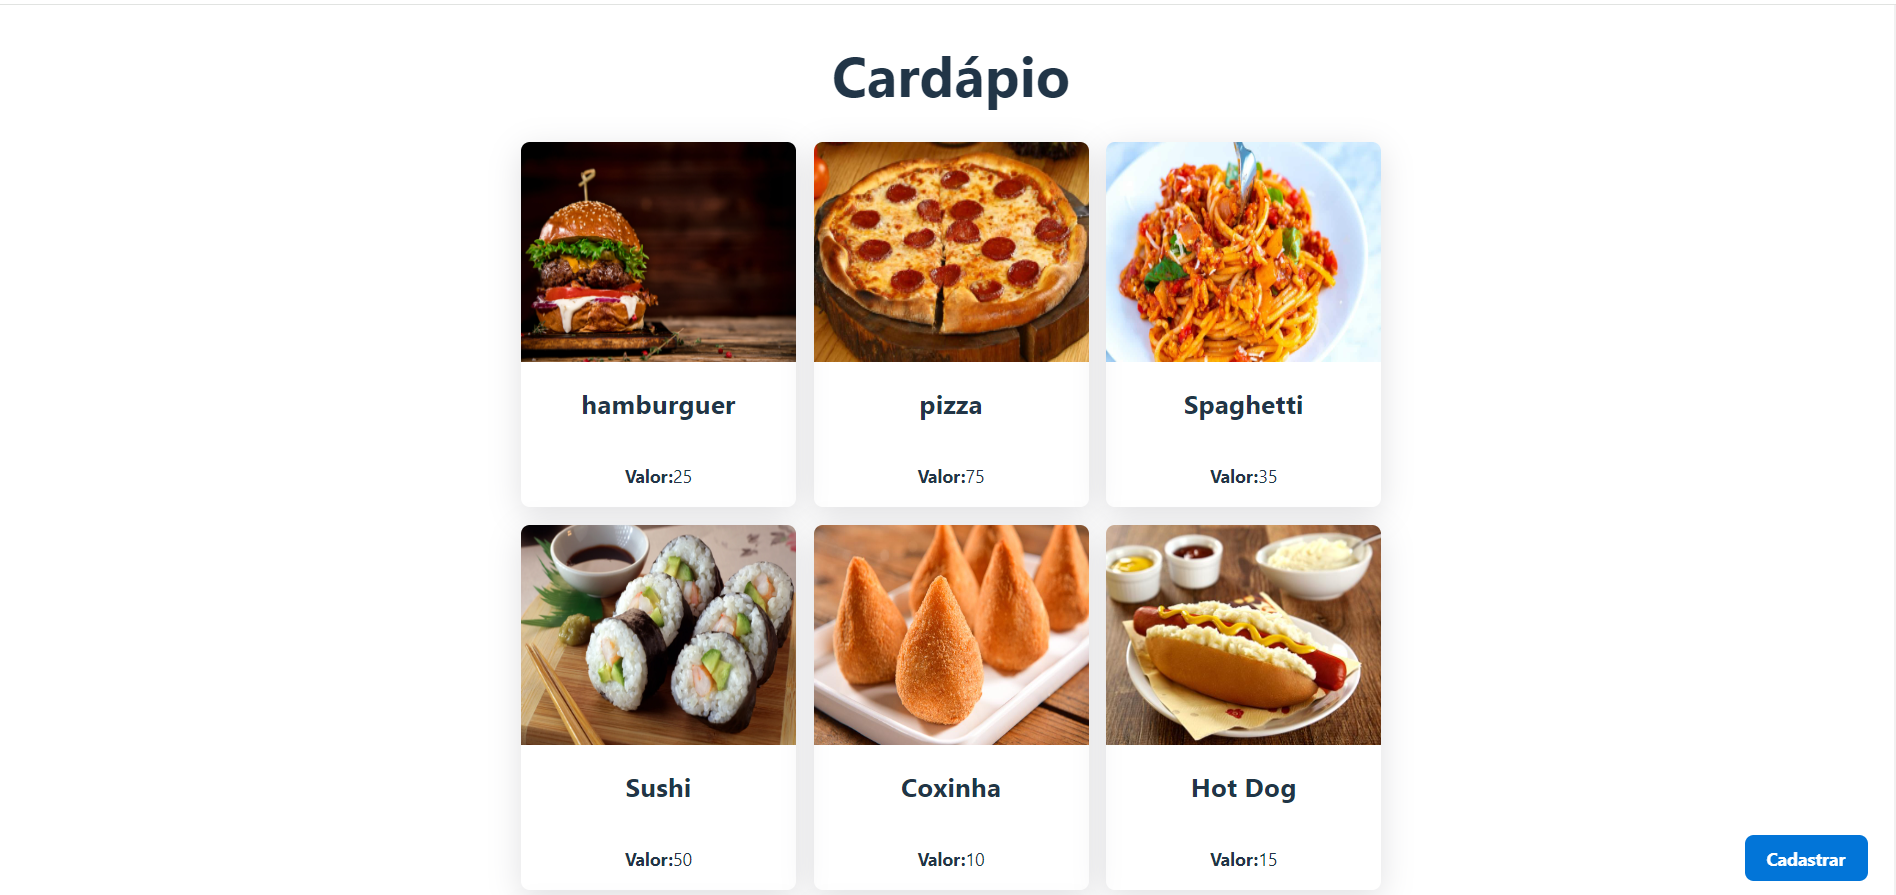 Cardápio
hamburguer
pizza
Spaghetti
Valor:25
Valor:75
Valor:35
Sushi
Coxinha
Hot Dog
Valor:50
Valor:10
Valor:15
Cadastrar